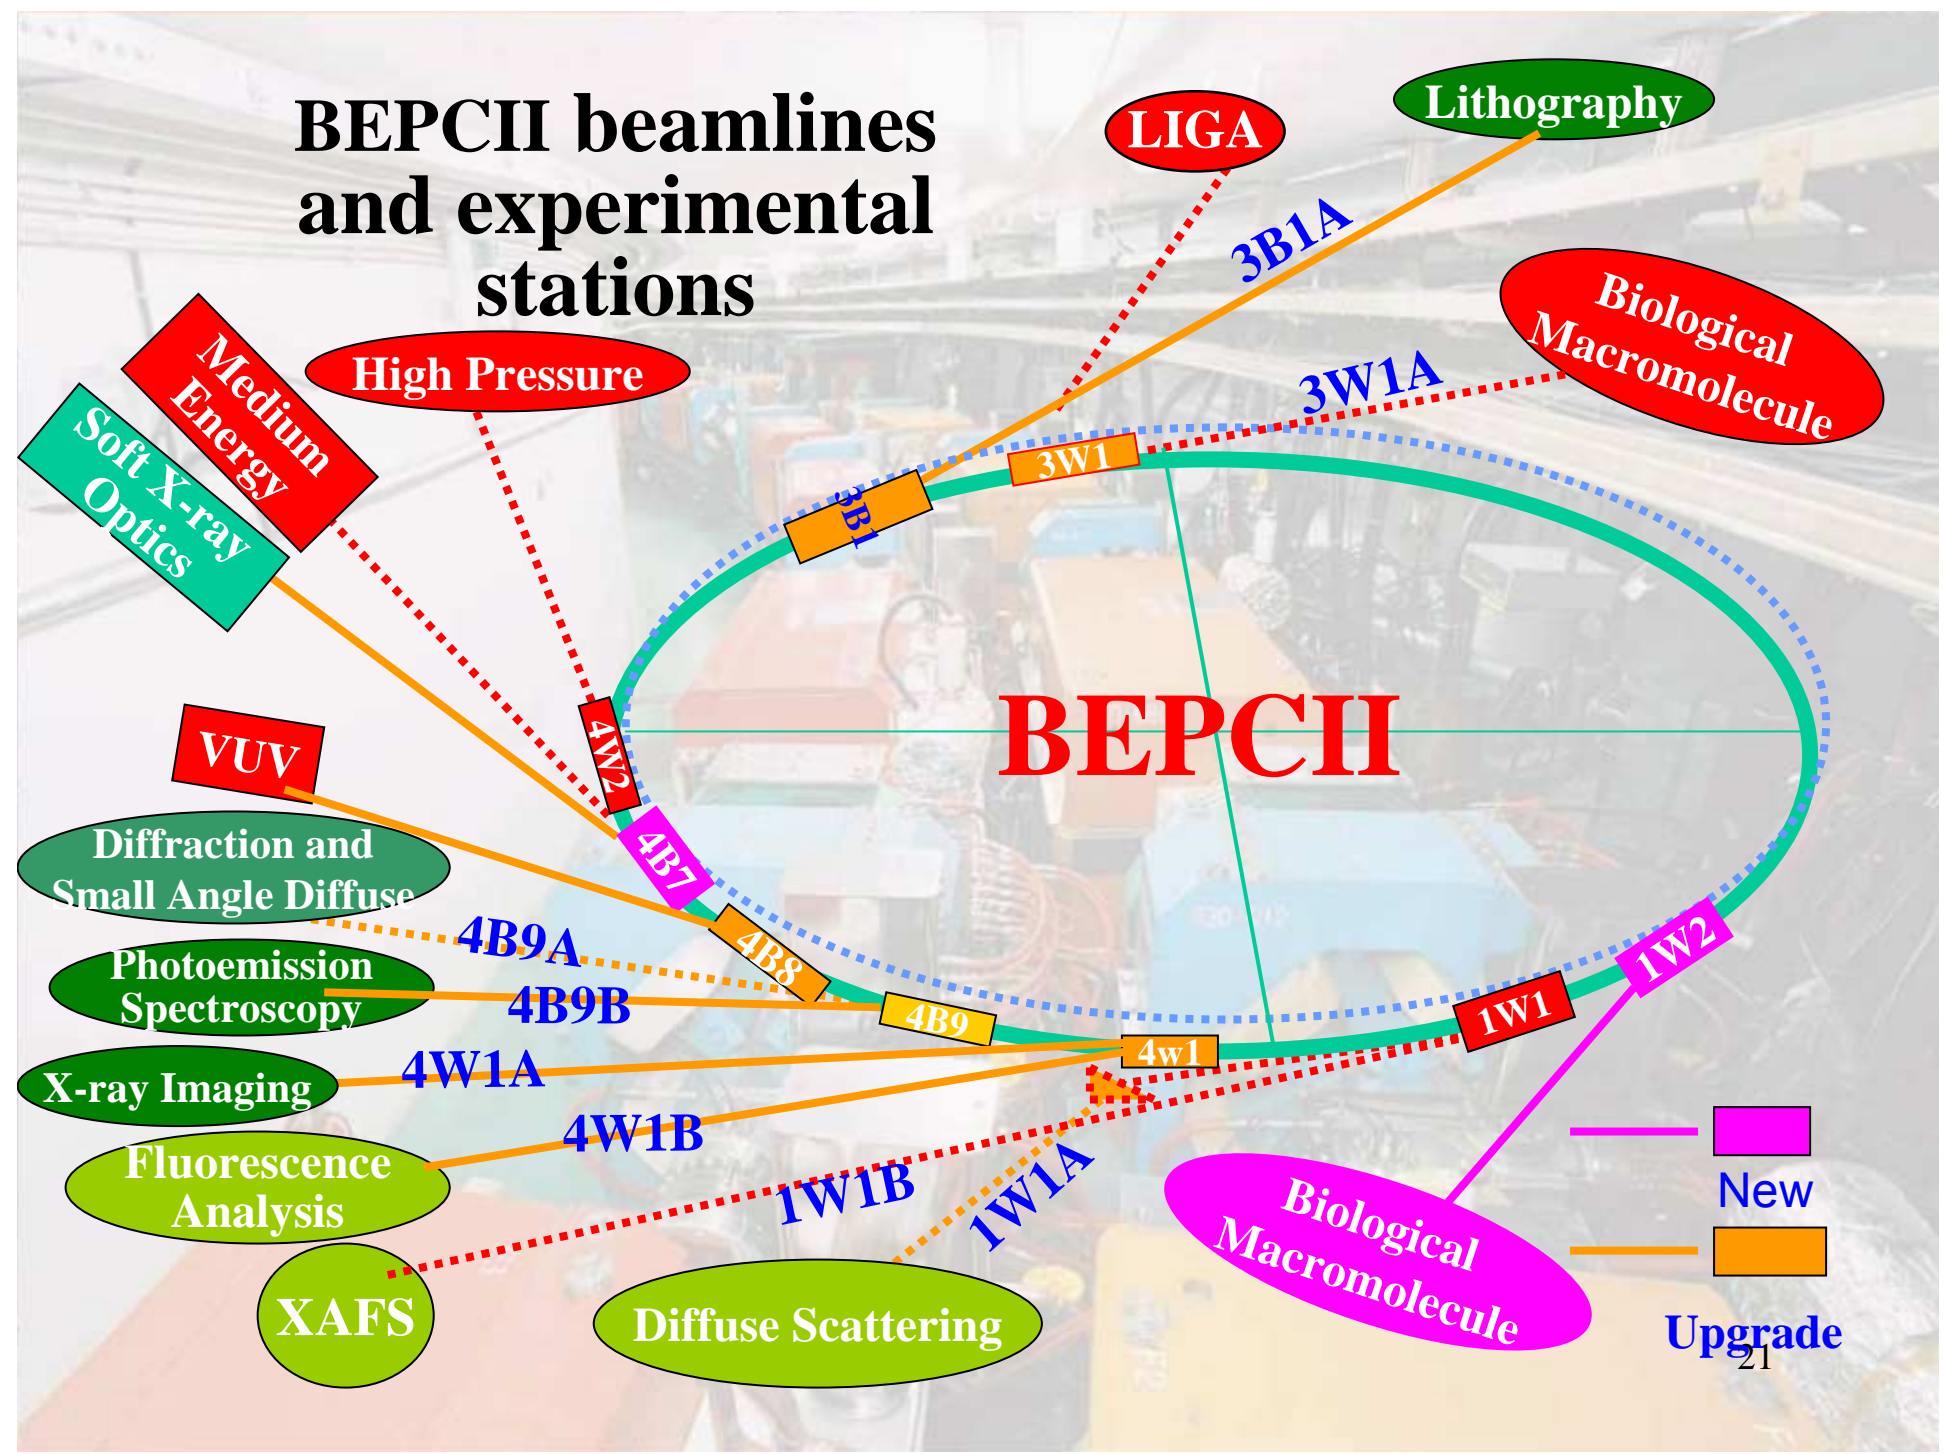 BEPCII beamlines
and experimental
stations
LIGA
Lithography
3B1A
Biological
Macromolecule
3W1A
High Pressure
Medium
Energy
Soft X-ray
Optics
3W1
3B1
BEPCII
4W2
VUV
4B7
Diffraction and
Small Angle Diffuse
4B9A
4B8
1W2
Photoemission
Spectroscopy
4B9B
4B9
1W1
4w1
X-ray Imaging
4W1A
4W1B
Fluorescence
Analysis
1W1B
1W1A
XAFS
Diffuse Scattering
Biological
Macromolecule
New
Upgrade
21